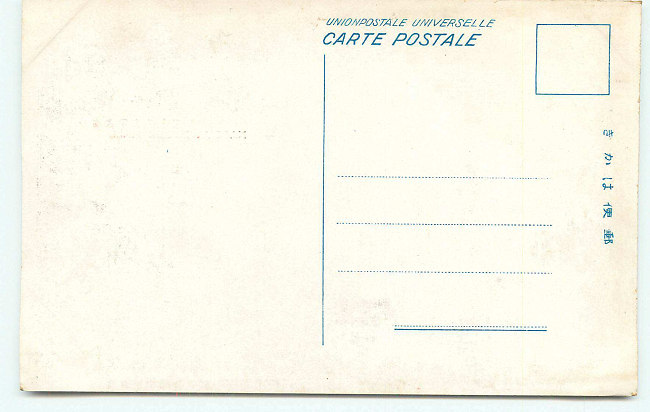 UNIONPOSTALE UNIVERSELLE
CARTE POSTALE
郵便はかき